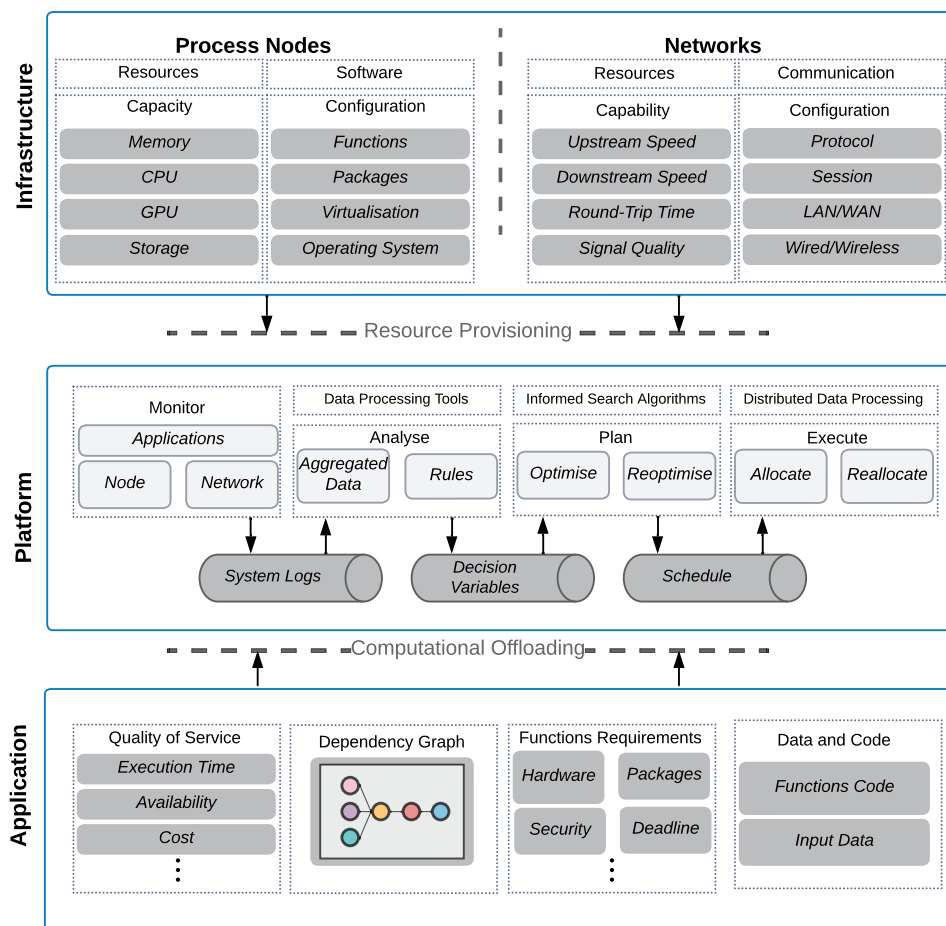 Infrastructure
Process Nodes
Networks
Resources
Software
Resources
Communication
Capacity
Configuration
Capability
Configuration
Memory
Functions
Upstream Speed
Protocol
CPU
Packages
Downstream Speed
Session
GPU
Virtualisation
Round-Trip Time
LAN/WAN
Storage
Operating System
Signal Quality
Wired/Wireless
Resource Provisioning
Platform
Monitor
Applications
Node
Network
Data Processing Tools
Analyse
Aggregated
Data
Rules
Informed Search Algorithms
Plan
Optimise
Reoptimise
Distributed Data Processing
Execute
Allocate
Reallocate
System Logs
Decision
Variables
Schedule
Computational Offloading
Application
Quality of Service
Execution Time
Availability
Cost
Dependency Graph
Functions Requirements
Hardware
Packages
Security
Deadline
Data and Code
Functions Code
Input Data